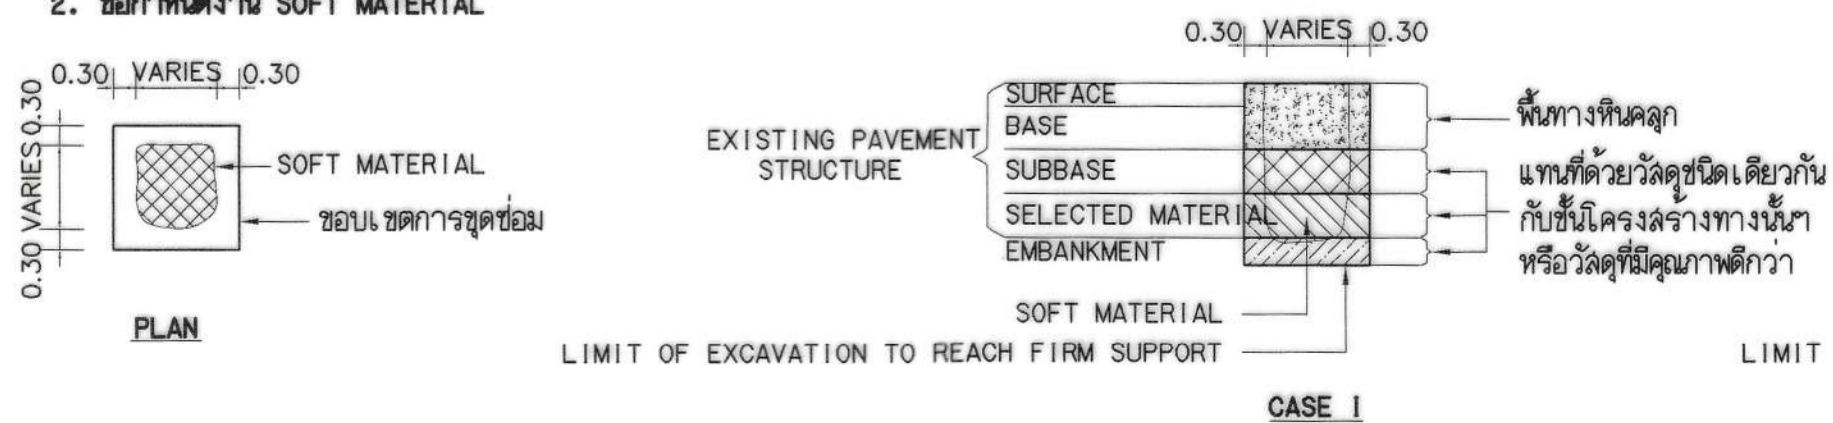 2. ข้อกำหนดงาน SOFT MATERIAL
0.30 VARIES 0.30
0.30 VARIES 0.30
SOFT MATERIAL
ขอบเขตการขุดซ่อม
PLAN
0.30 VARIES 0.30
EXISTING PAVEMENT
STRUCTURE
SURFACE
BASE
SUBBASE
SELECTED MATERIAL
EMBANKMENT
พื้นทางหินคลุก
แทนที่ด้วยวัสดุชนิดเดียวกัน
กับชั้นโครงสร้างทางนั้นๆ
หรือวัสดุที่มีคุณภาพดีกว่า
SOFT MATERIAL
LIMIT OF EXCAVATION TO REACH FIRM SUPPORT
CASE I
LIMIT